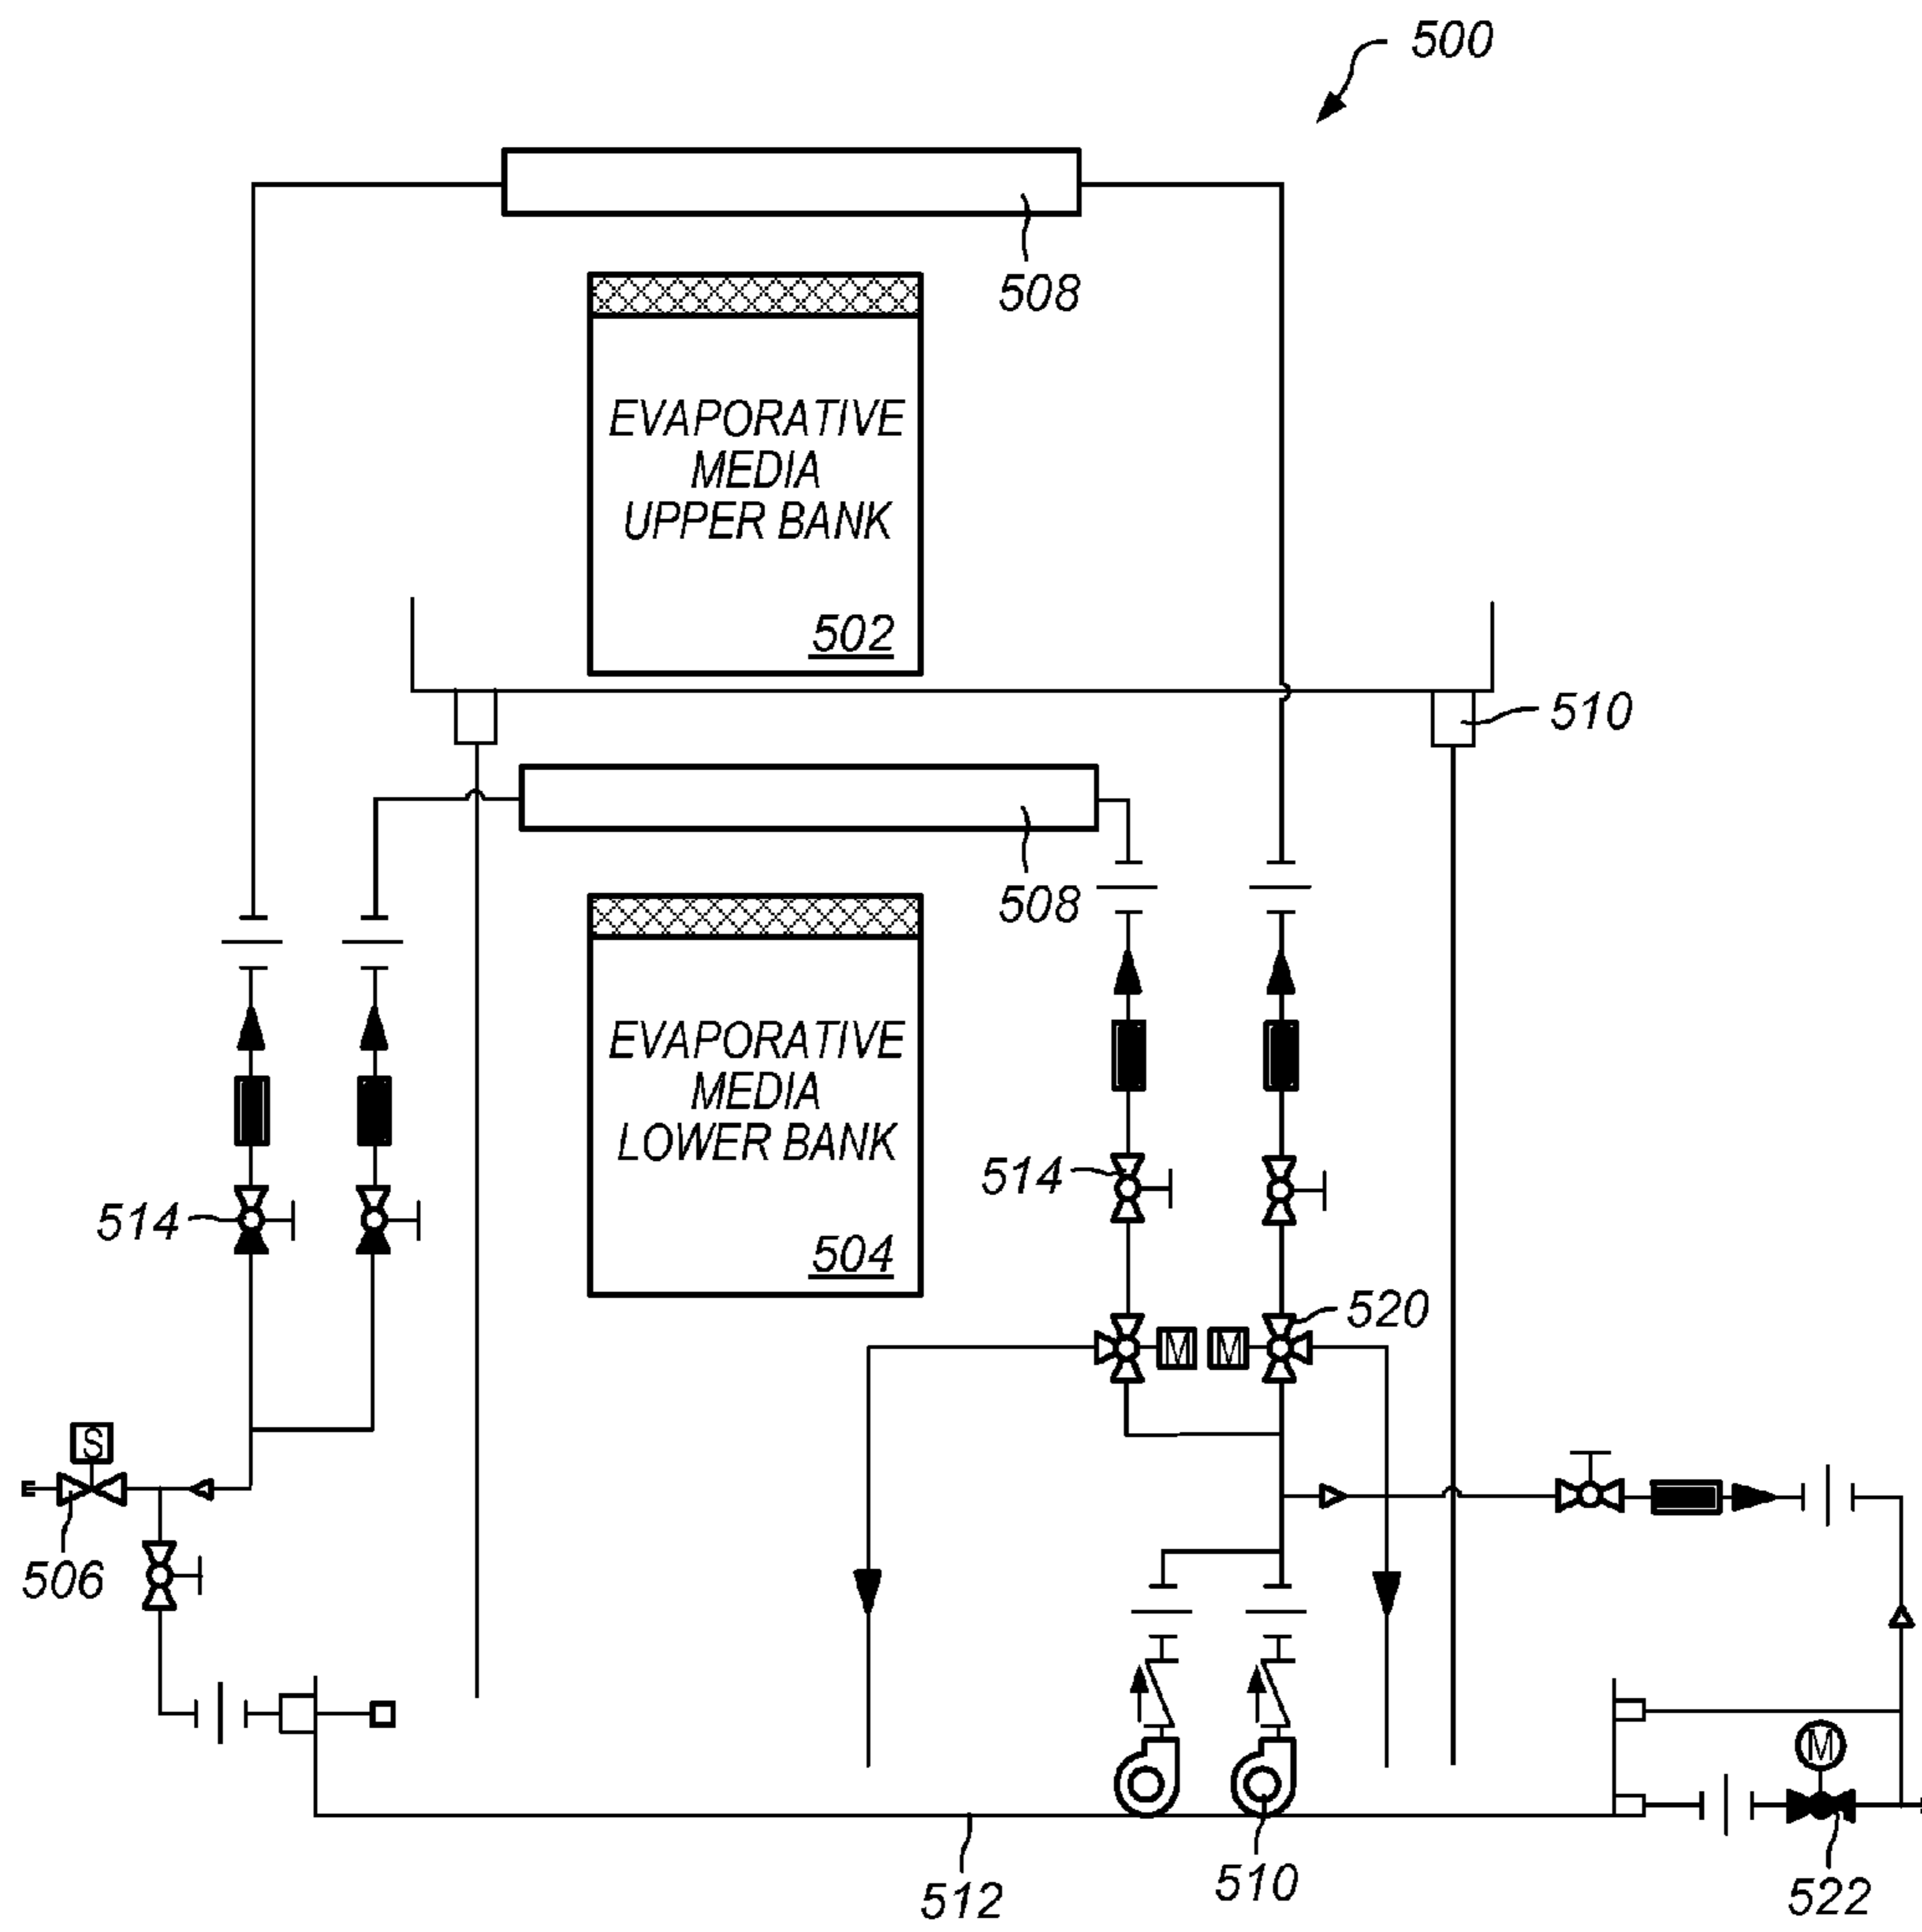 500
508
EVAPORATIVE
MEDIA
UPPER BANK
502
510
508
EVAPORATIVE
MEDIA
LOWER BANK
504
514
514
520
M
M
S
506
M
512
510
522